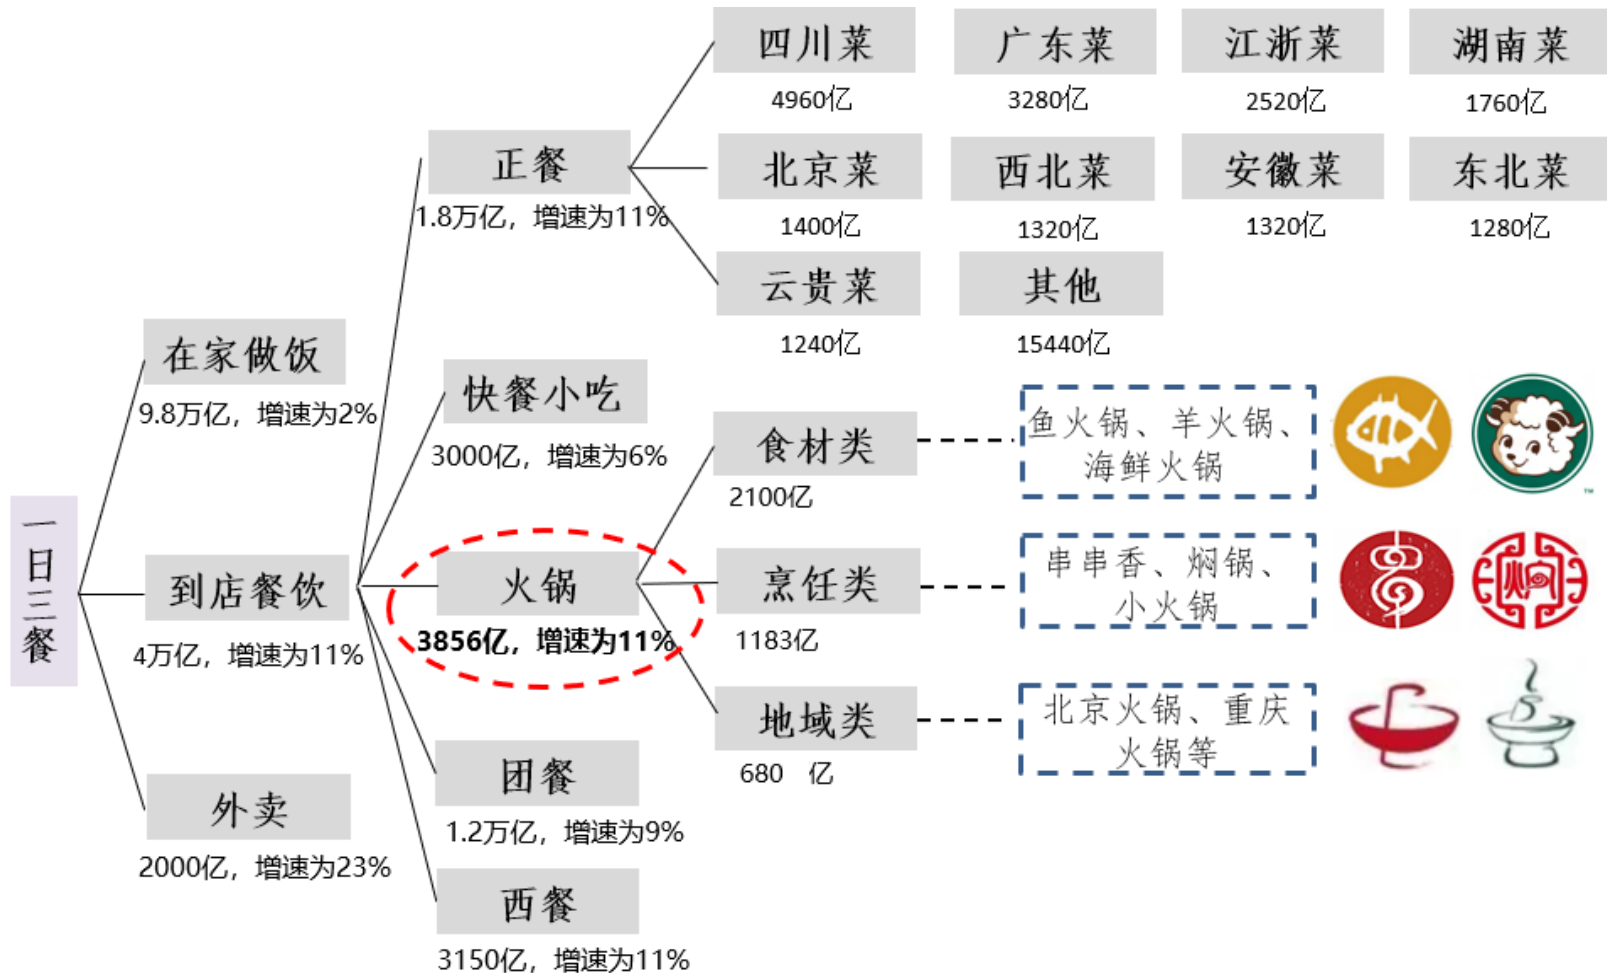 四川菜
4960亿
广东菜
3280亿
江浙菜
2520亿
湖南菜
1760亿
正餐
1.8万亿，增速为11%
北京菜
1400亿
西北菜
1320亿
安徽菜
1320亿
东北菜
1280亿
云贵菜
1240亿
其他
15440亿
在家做饭
9.8万亿，增速为2%
快餐小吃
3000亿，增速为6%
食材类
2100亿
鱼火锅、羊火锅、
海鲜火锅
TM
一日三餐
到店餐饮
4万亿，增速为11%
火锅
3856亿，增速为11%
烹饪类
1183亿
串串香、焖锅、
小火锅
焖
地域类
680 亿
北京火锅、重庆
火锅等
外卖
2000亿，增速为23%
团餐
1.2万亿，增速为9%
西餐
3150亿，增速为11%